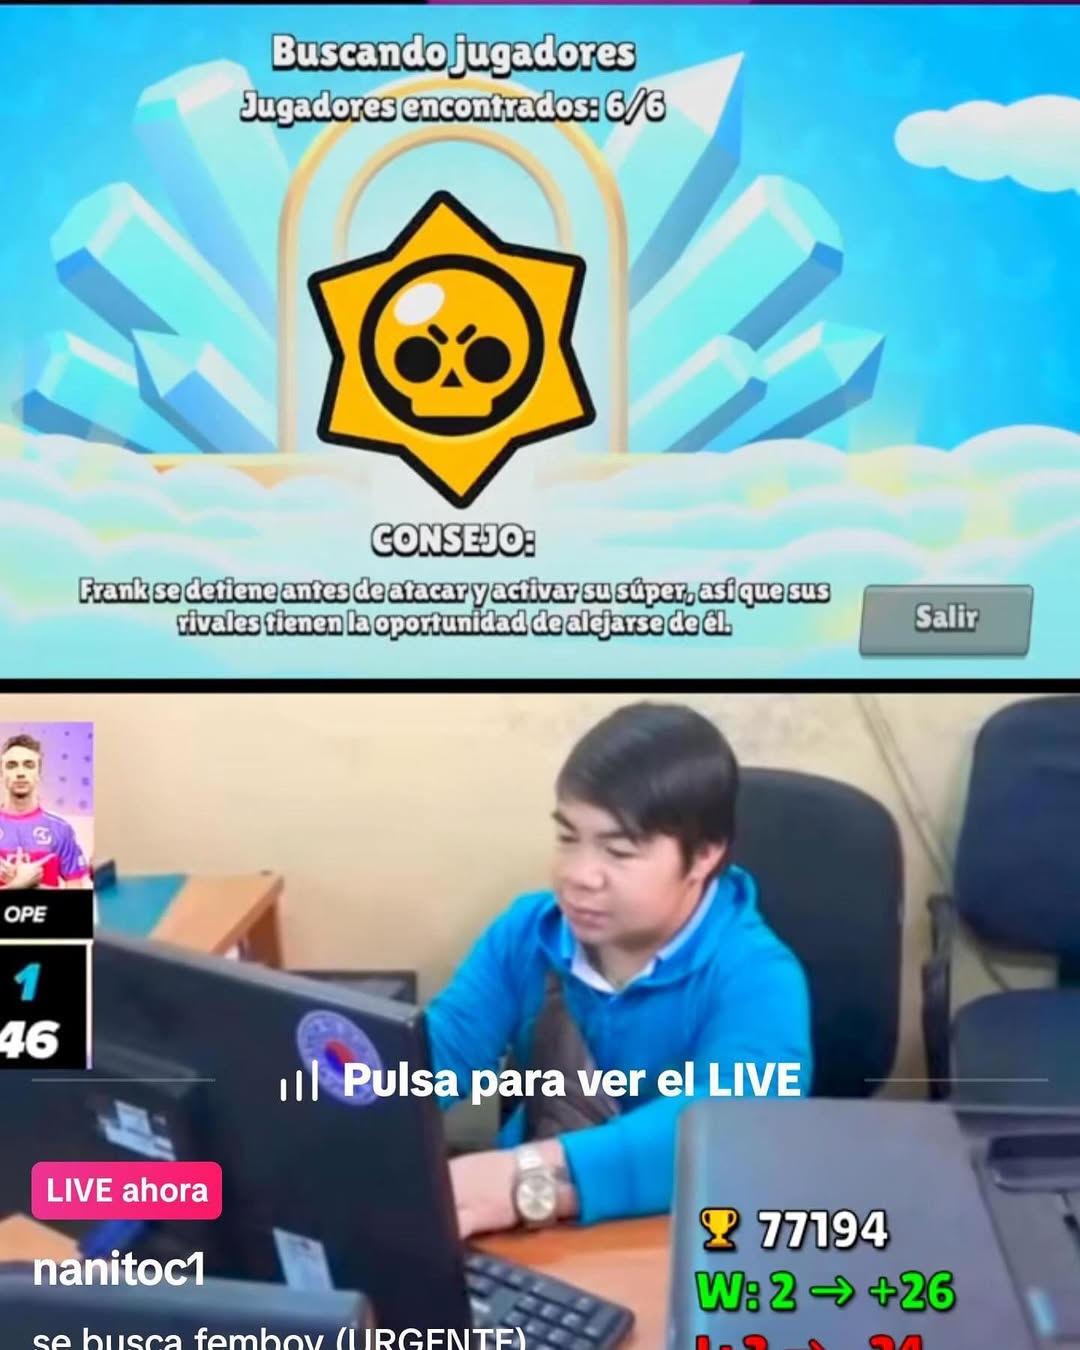 Buscando jugadores
Jugadores encontrados: 6/6
CONSEJO:
Frank se detiene antes de atacar y activar su súper, así que sus
rivales tienen la oportunidad de alejarse de él.
Salir
OPE
1
46
Pulsa para ver el LIVE
LIVE ahora
nanitoc1
se busca femboy (URGENTE)
🏆 77194
W: 2 → +26
L: 3 → -24